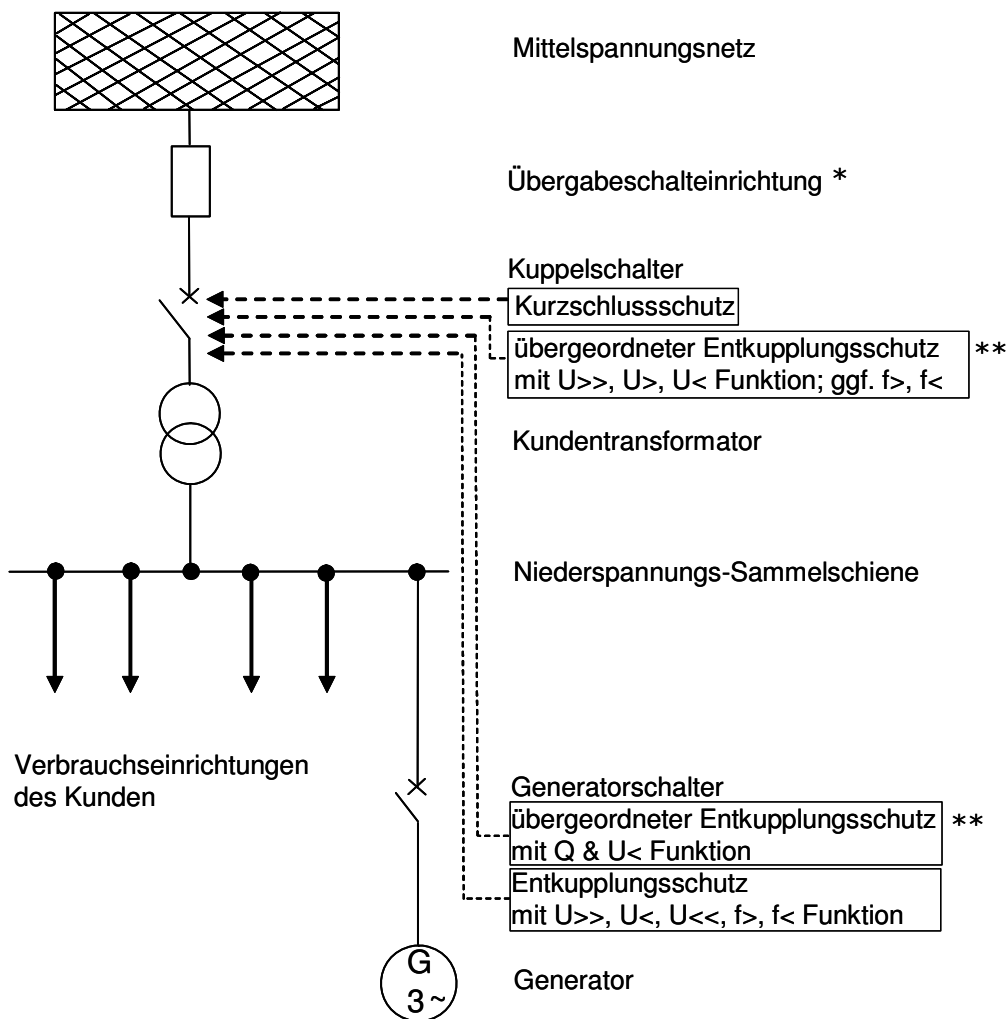 Mittelspannungsnetz
Übergabeschalteinrichtung *
Kuppelschalter
Kurzschlussschutz
übergeordneter Entkupplungsschutz **
mit U>>, U>, U< Funktion; ggf. f>, f<
Kundentransformator
Niederspannungs-Sammelschiene
Verbrauchseinrichtungen
des Kunden
Generatorschalter
übergeordneter Entkupplungsschutz **
mit Q & U< Funktion
Entkupplungsschutz
mit U>>, U<, U<<, f>, f< Funktion
G
3~
Generator